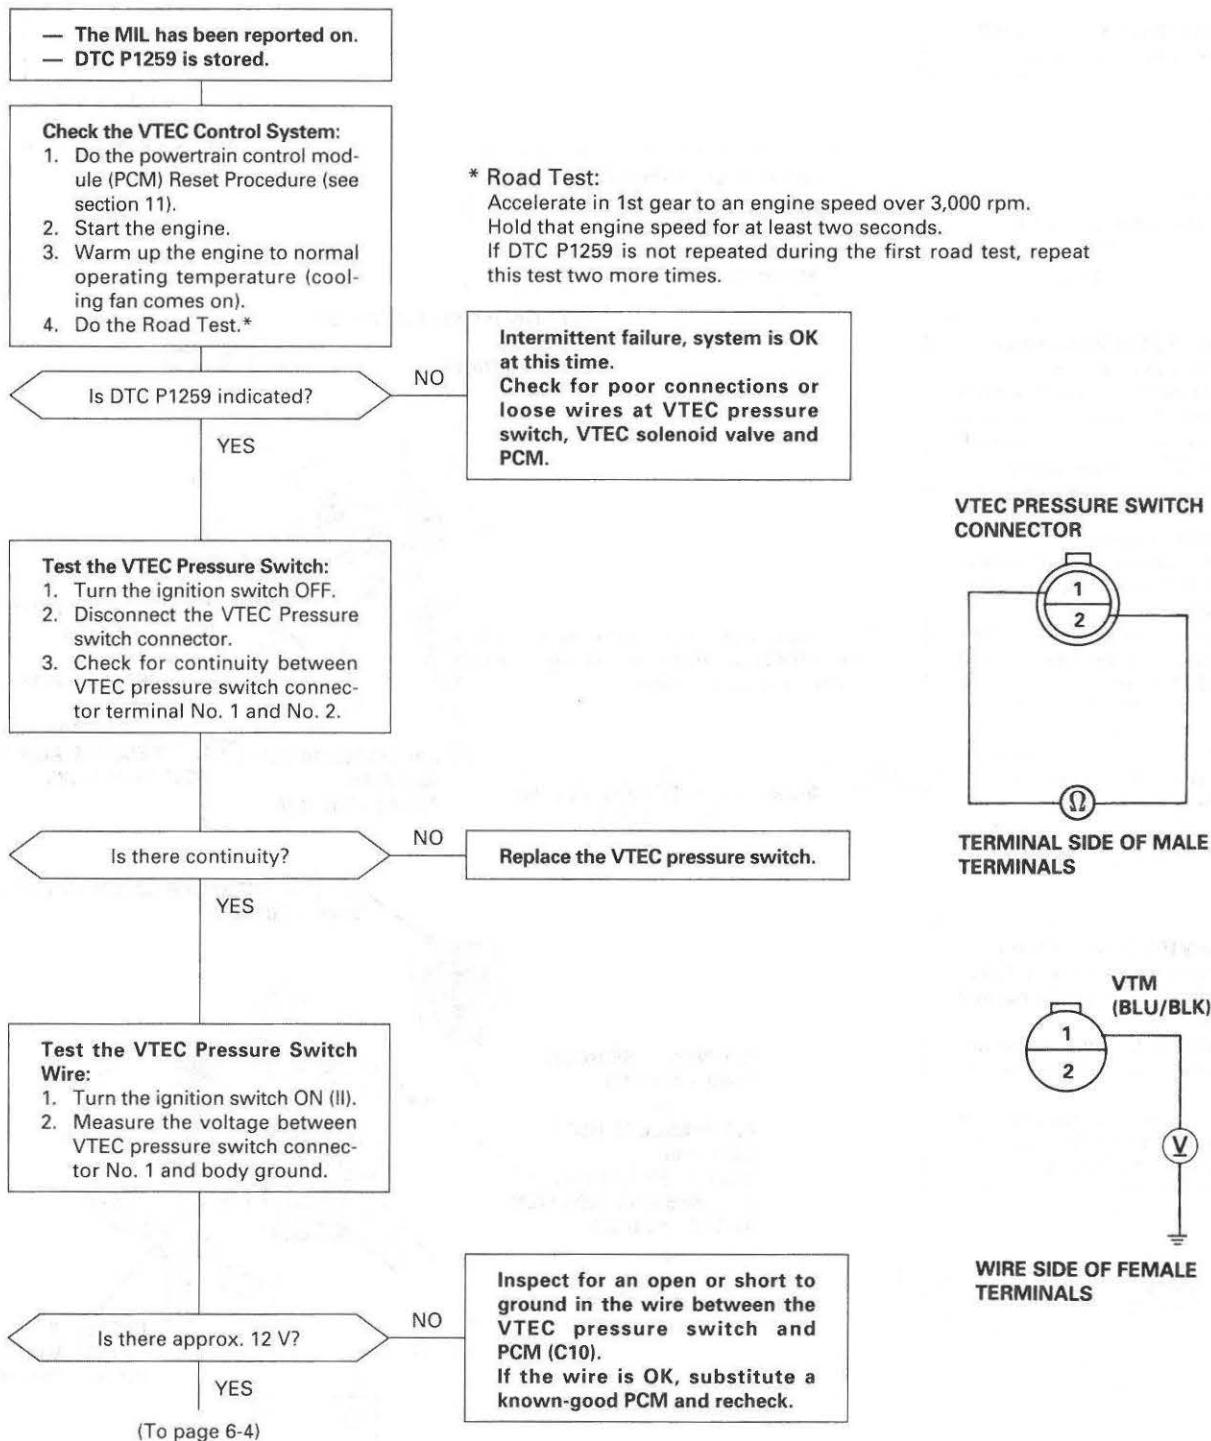 — The MIL has been reported on.
— DTC P1259 is stored.
Check the VTEC Control System:
1. Do the powertrain control mod-
ule (PCM) Reset Procedure (see
section 11).
2. Start the engine.
3. Warm up the engine to normal
operating temperature (cool-
ing fan comes on).
4. Do the Road Test.*
* Road Test:
Accelerate in 1st gear to an engine speed over 3,000 rpm.
Hold that engine speed for at least two seconds.
If DTC P1259 is not repeated during the first road test, repeat
this test two more times.
Is DTC P1259 indicated?
NO
Intermittent failure, system is OK
at this time.
Check for poor connections or
loose wires at VTEC pressure
switch, VTEC solenoid valve and
PCM.
YES
Test the VTEC Pressure Switch:
1. Turn the ignition switch OFF.
2. Disconnect the VTEC Pressure
switch connector.
3. Check for continuity between
VTEC pressure switch connec-
tor terminal No. 1 and No. 2.
VTEC PRESSURE SWITCH
CONNECTOR
1
2
Ω
TERMINAL SIDE OF MALE
TERMINALS
Is there continuity?
NO
Replace the VTEC pressure switch.
YES
Test the VTEC Pressure Switch
Wire:
1. Turn the ignition switch ON (II).
2. Measure the voltage between
VTEC pressure switch connec-
tor No. 1 and body ground.
VTM
(BLU/BLK)
1
2
V
WIRE SIDE OF FEMALE
TERMINALS
Is there approx. 12 V?
NO
Inspect for an open or short to
ground in the wire between the
VTEC pressure switch and
PCM (C10).
If the wire is OK, substitute a
known-good PCM and recheck.
YES
(To page 6-4)